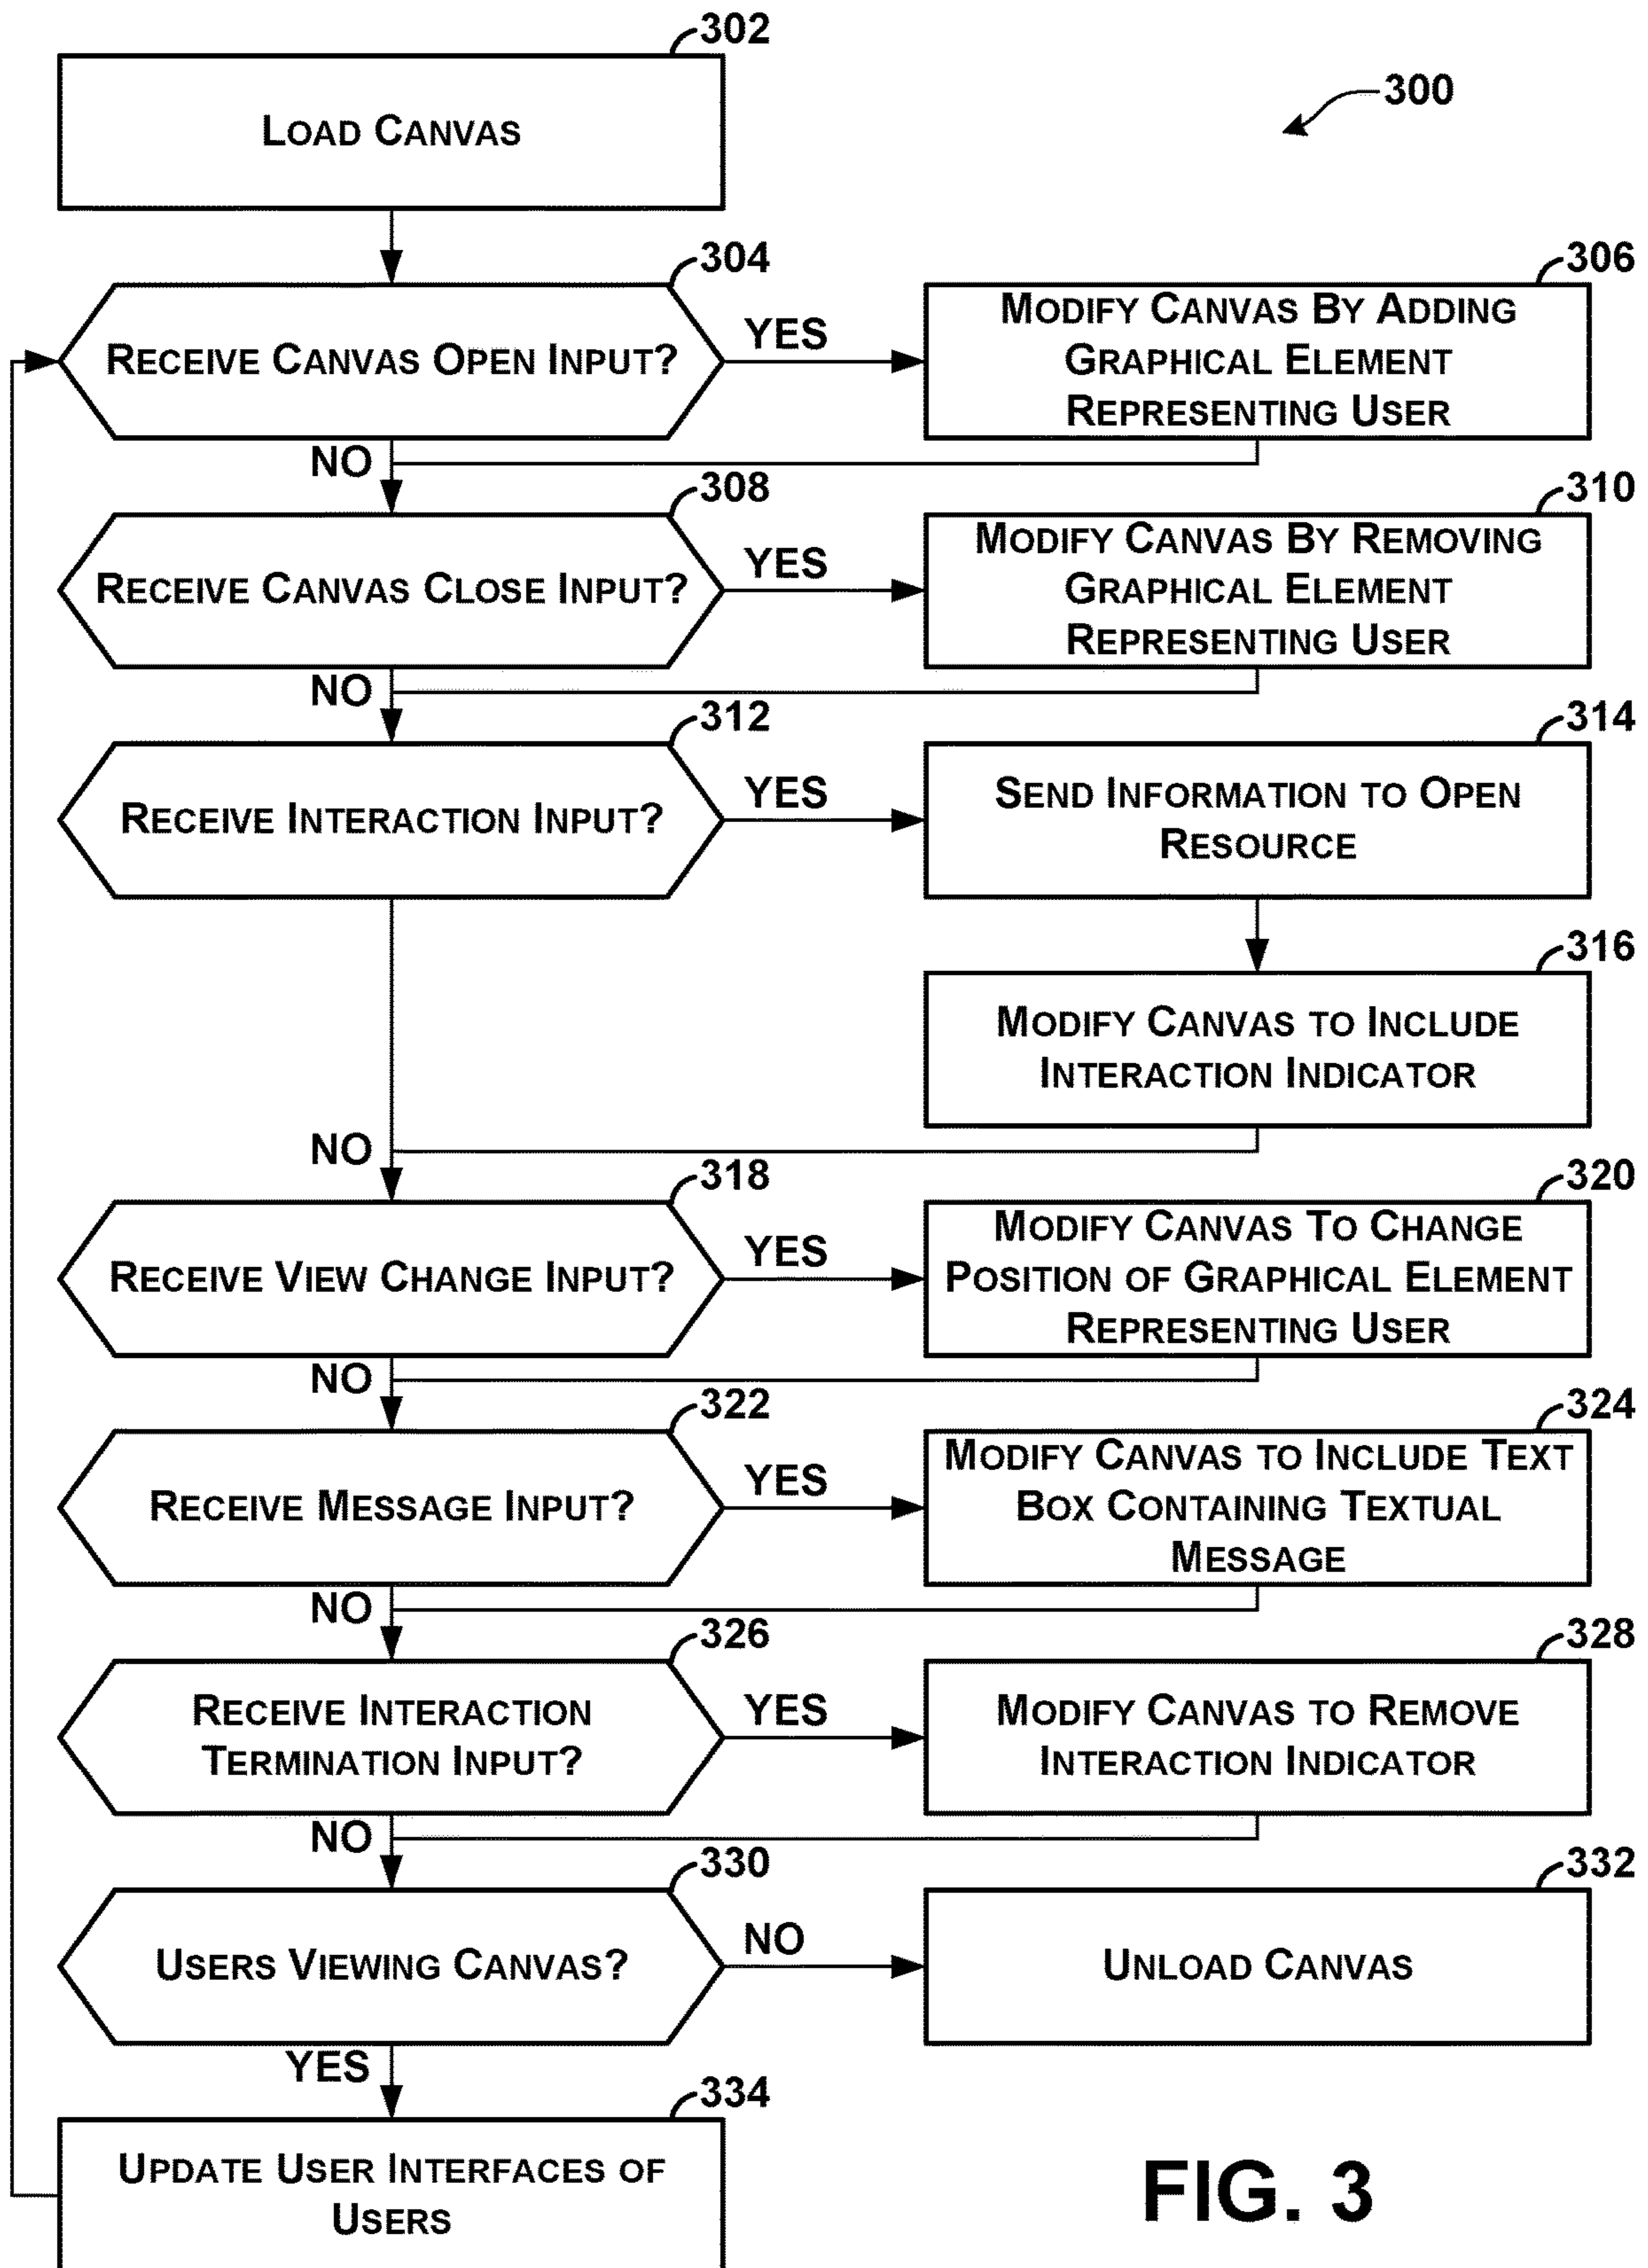 302
300
LOAD CANVAS
304
306
RECEIVE CANVAS OPEN INPUT?
YES
MODIFY CANVAS BY ADDING
GRAPHICAL ELEMENT
REPRESENTING USER
NO
308
310
RECEIVE CANVAS CLOSE INPUT?
YES
MODIFY CANVAS BY REMOVING
GRAPHICAL ELEMENT
REPRESENTING USER
NO
312
314
RECEIVE INTERACTION INPUT?
YES
SEND INFORMATION TO OPEN
RESOURCE
316
MODIFY CANVAS TO INCLUDE
INTERACTION INDICATOR
NO
318
320
RECEIVE VIEW CHANGE INPUT?
YES
MODIFY CANVAS TO CHANGE
POSITION OF GRAPHICAL ELEMENT
REPRESENTING USER
NO
322
324
RECEIVE MESSAGE INPUT?
YES
MODIFY CANVAS TO INCLUDE TEXT
BOX CONTAINING TEXTUAL
MESSAGE
NO
326
328
RECEIVE INTERACTION
TERMINATION INPUT?
YES
MODIFY CANVAS TO REMOVE
INTERACTION INDICATOR
NO
330
332
USERS VIEWING CANVAS?
NO
UNLOAD CANVAS
YES
334
UPDATE USER INTERFACES OF
USERS
FIG. 3